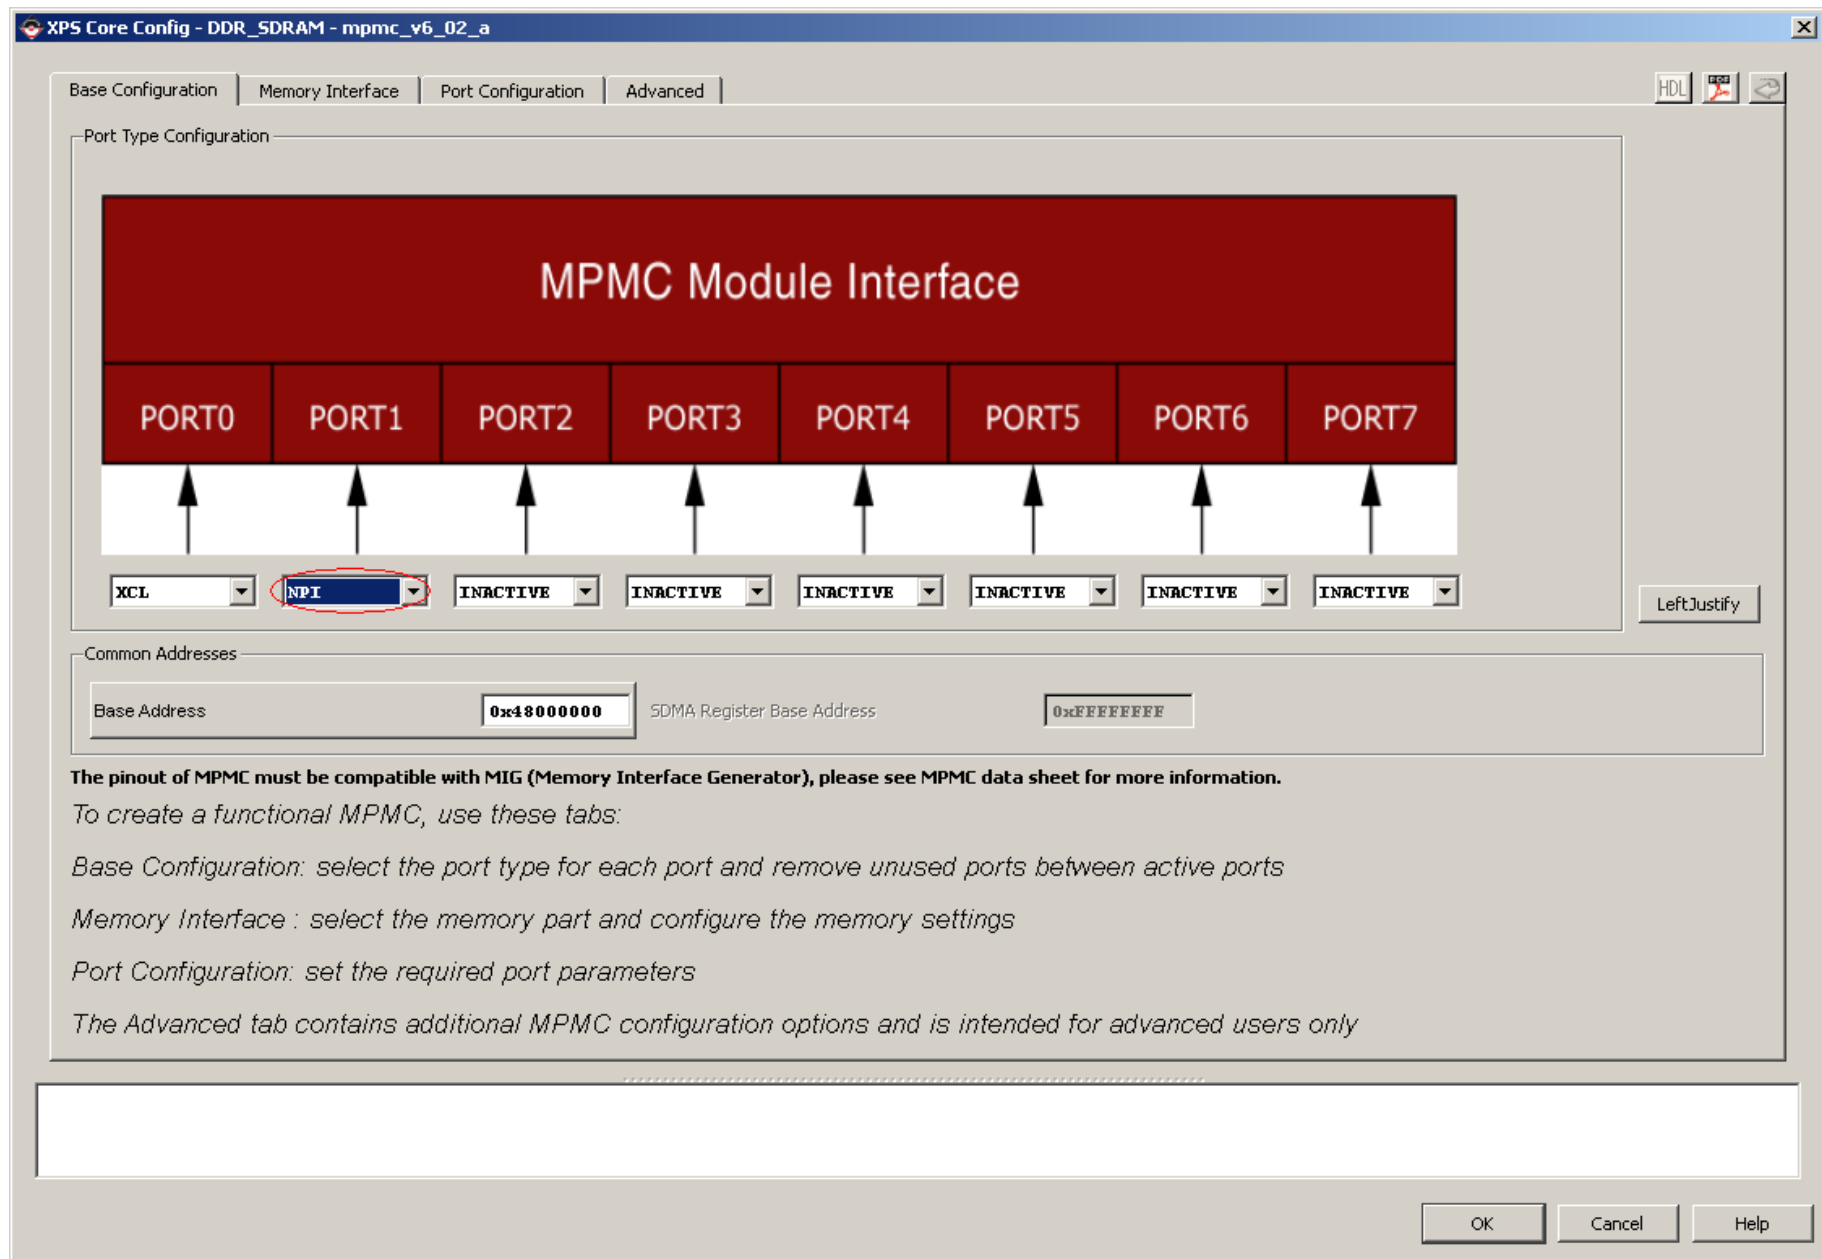 XPS Core Config - DDR_SDRAM - mpmc_v6_02_a
Base Configuration Memory Interface Port Configuration Advanced HDL PDF
Port Type Configuration
MPMC Module Interface
PORT0 PORT1 PORT2 PORT3 PORT4 PORT5 PORT6 PORT7
XCL NPI INACTIVE INACTIVE INACTIVE INACTIVE INACTIVE INACTIVE
LeftJustify
Common Addresses
Base Address 0x48000000 SDMA Register Base Address 0xFFFFFFFF
The pinout of MPMC must be compatible with MIG (Memory Interface Generator), please see MPMC data sheet for more information.
To create a functional MPMC, use these tabs:
Base Configuration: select the port type for each port and remove unused ports between active ports
Memory Interface : select the memory part and configure the memory settings
Port Configuration: set the required port parameters
The Advanced tab contains additional MPMC configuration options and is intended for advanced users only
OK Cancel Help